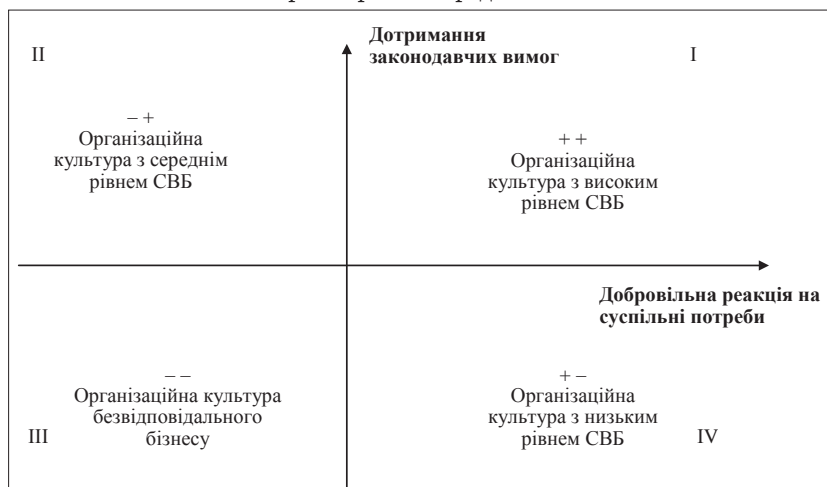 Дотримання
законодавчих вимог
II
I
– +
Організаційна
культура з середнім
рівнем СВБ
+ +
Організаційна
культура з високим
рівнем СВБ
Добровільна реакція на
суспільні потреби
– –
Організаційна культура
безвідповідального
бізнесу
III
+ –
Організаційна
культура з низьким
рівнем СВБ
IV